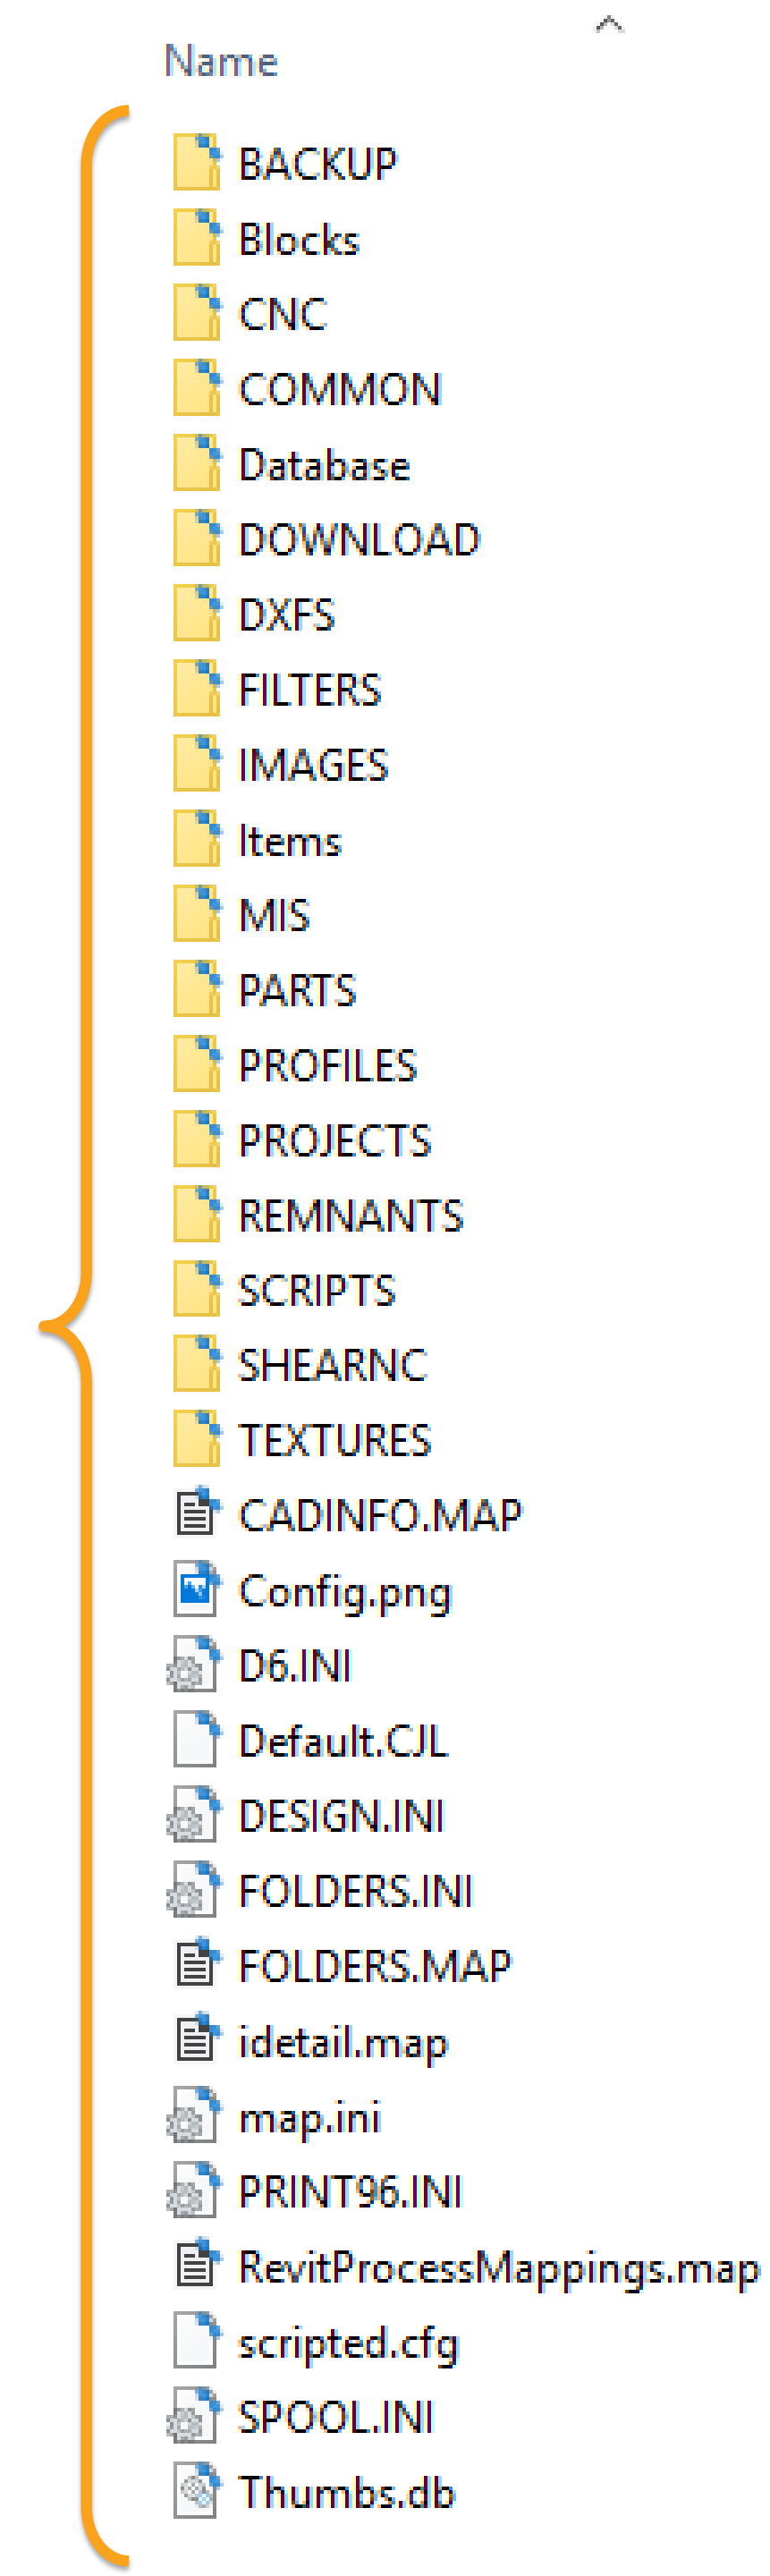 Name
BACKUP
Blocks
CNC
COMMON
Database
DOWNLOAD
DXFS
FILTERS
IMAGES
Items
MIS
PARTS
PROFILES
PROJECTS
REMNANTS
SCRIPTS
SHEARNC
TEXTURES
CADINFO.MAP
Config.png
D6.INI
Default.CJL
DESIGN.INI
FOLDERS.INI
FOLDERS.MAP
idetail.map
map.ini
PRINT96.INI
RevitProcessMappings.map
scripted.cfg
SPOOL.INI
Thumbs.db